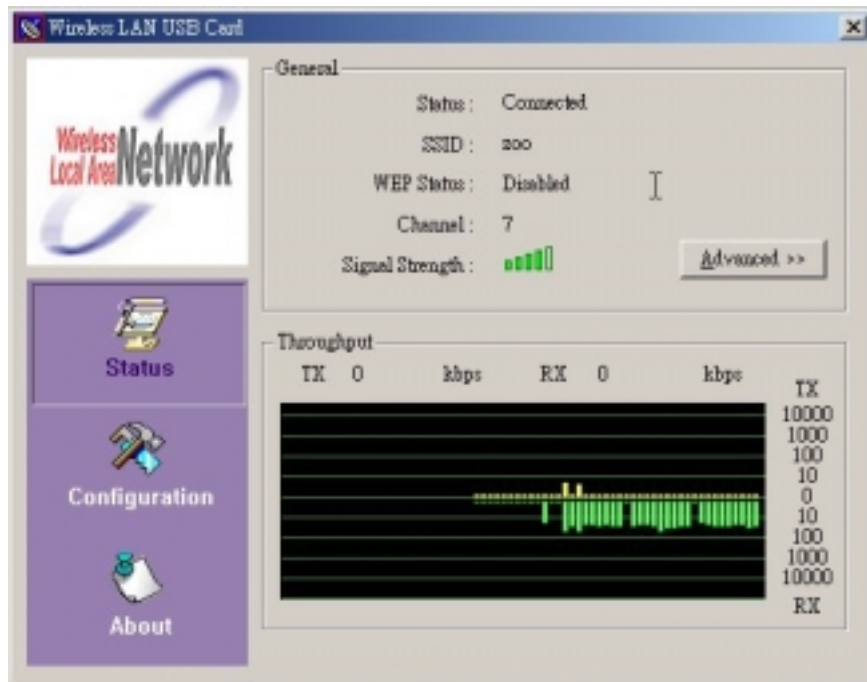 Wireless LAN USB Card
Wireless
Local Area Network
General
Status : Connected
SSID : zoo
WEP Status : Disabled
Channel : 7
Signal Strength :
Advanced >>
Status
Configuration
About
Throughput
TX 0 kbps RX 0 kbps
TX
10000
1000
100
10
0
10
100
1000
10000
RX